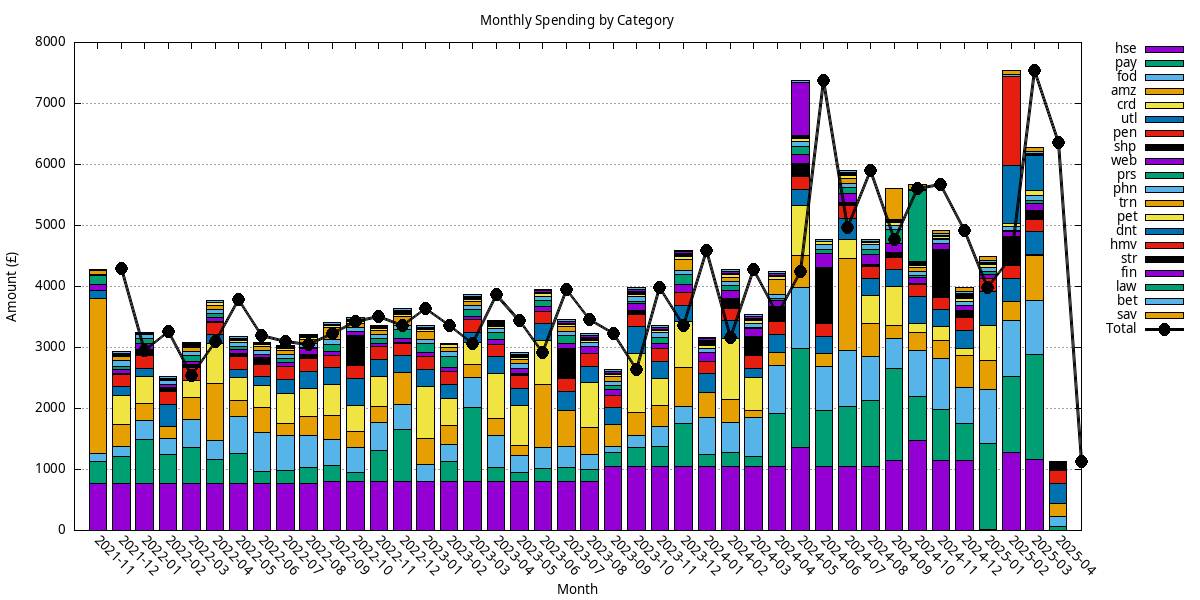 Monthly Spending by Category
Amount (£)
8000
7000
6000
5000
4000
3000
2000
1000
0
2021-11
2021-12
2022-01
2022-02
2022-03
2022-04
2022-05
2022-06
2022-07
2022-08
2022-09
2022-10
2022-11
2022-12
2023-01
2023-02
2023-03
2023-04
2023-05
2023-06
2023-07
2023-08
2023-09
2023-10
2023-11
2023-12
2024-01
2024-02
2024-03
2024-04
2024-05
2024-06
2024-07
2024-08
2024-09
2024-10
2024-11
2024-12
2025-01
2025-02
2025-03
2025-04
Month
hse
pay
fod
amz
crd
utl
pen
shp
web
prs
phn
trn
pet
dnt
hmv
str
fin
law
bet
sav
Total